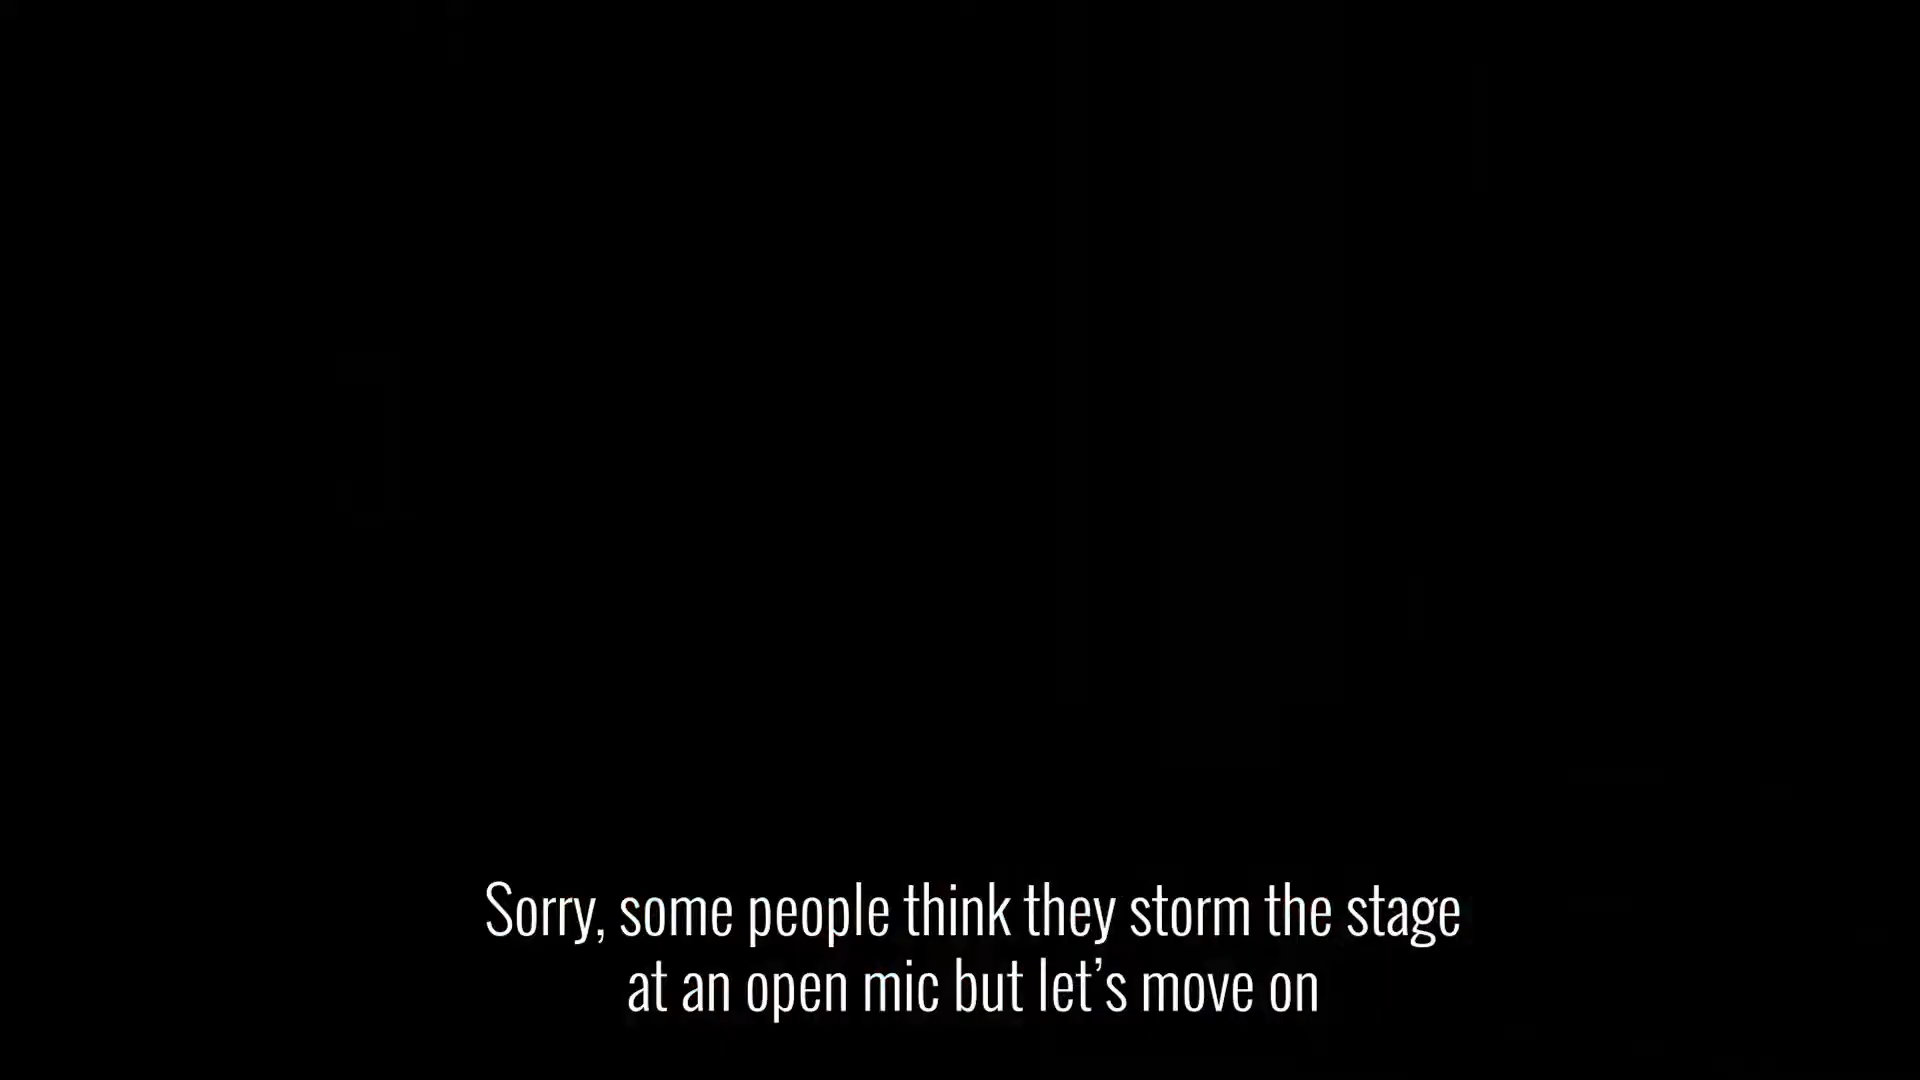 Sorry, some people think they storm the stage
at an open mic but let’s move on